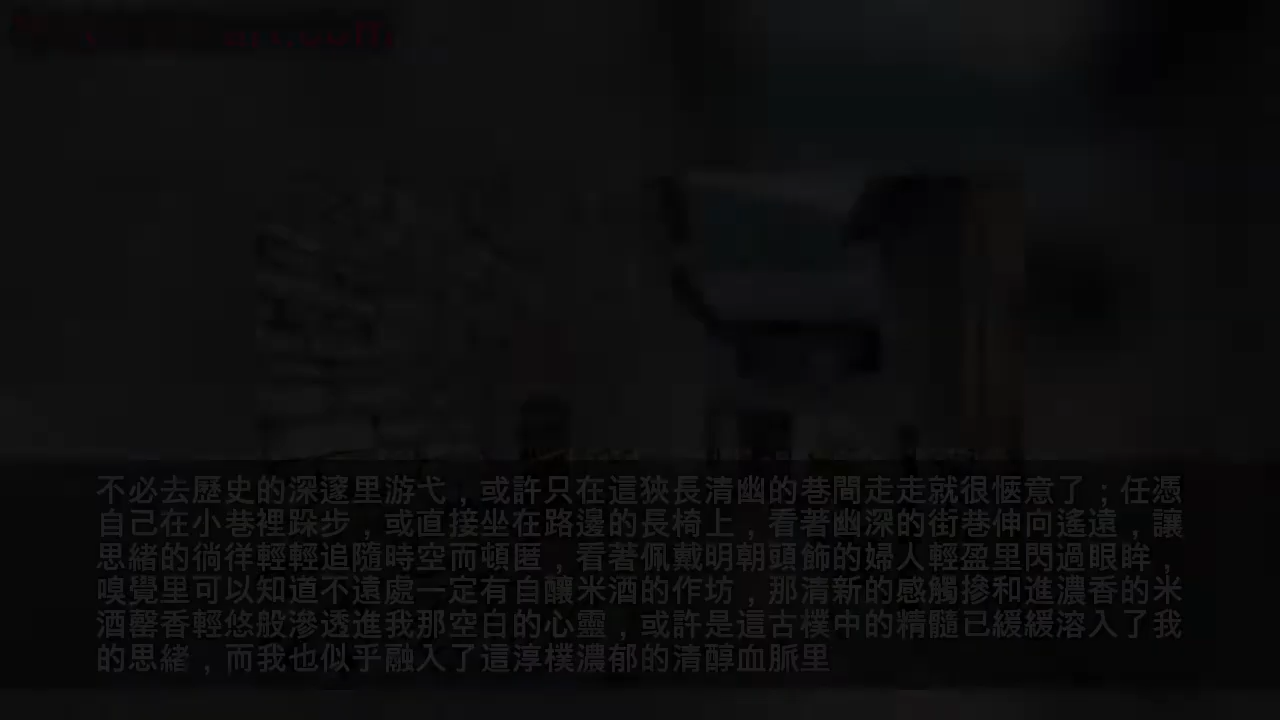 不必去歷史的深邃里游弋，或許只在這狹長清幽的巷間走走就很愜意了；任憑
自己在小巷裡跺步，或直接坐在路邊的長椅上，看著幽深的街巷伸向遙遠，讓
思緒的徜徉輕輕追隨時空而頓匿，看著佩戴明朝頭飾的婦人輕盈里閃過眼眸，
嗅覺里可以知道不遠處一定有自釀米酒的作坊，那清新的感觸摻和進濃香的米
酒罄香輕悠般滲透進我那空白的心靈，或許是這古樸中的精髓已緩緩溶入了我
的思緒，而我也似乎融入了這淳樸濃郁的清醇血脈里